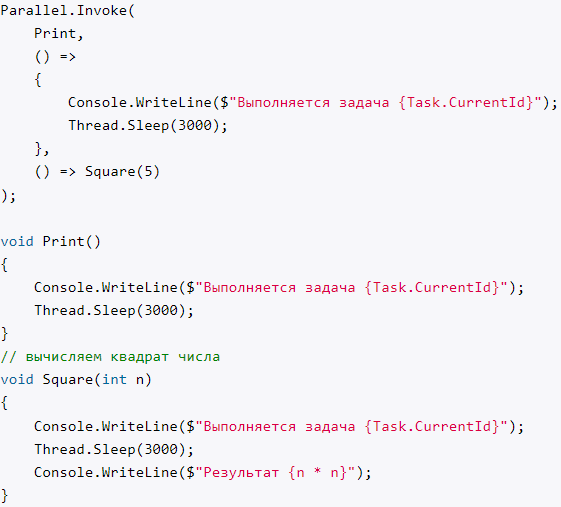 Parallel.Invoke(
    Print,
    () =>
    {
        Console.WriteLine($"Выполняется задача {Task.CurrentId}");
        Thread.Sleep(3000);
    },
    () => Square(5)
);

void Print()
{
    Console.WriteLine($"Выполняется задача {Task.CurrentId}");
    Thread.Sleep(3000);
}
// вычисляем квадрат числа
void Square(int n)
{
    Console.WriteLine($"Выполняется задача {Task.CurrentId}");
    Thread.Sleep(3000);
    Console.WriteLine($"Результат {n * n}");
}